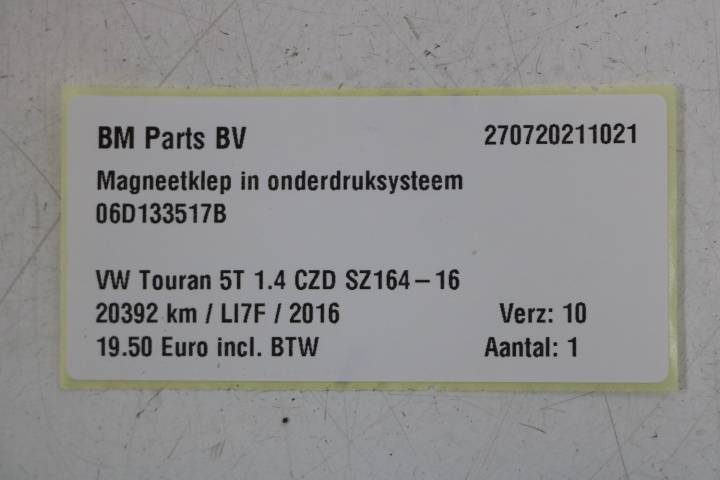 BM Parts BV 270720211021
Magneetklep in onderdruksysteem
06D133517B
VW Touran 5T 1.4 CZD SZ164-16
20392 km / LI7F / 2016 Verz: 10
19.50 Euro incl. BTW Aantal: 1